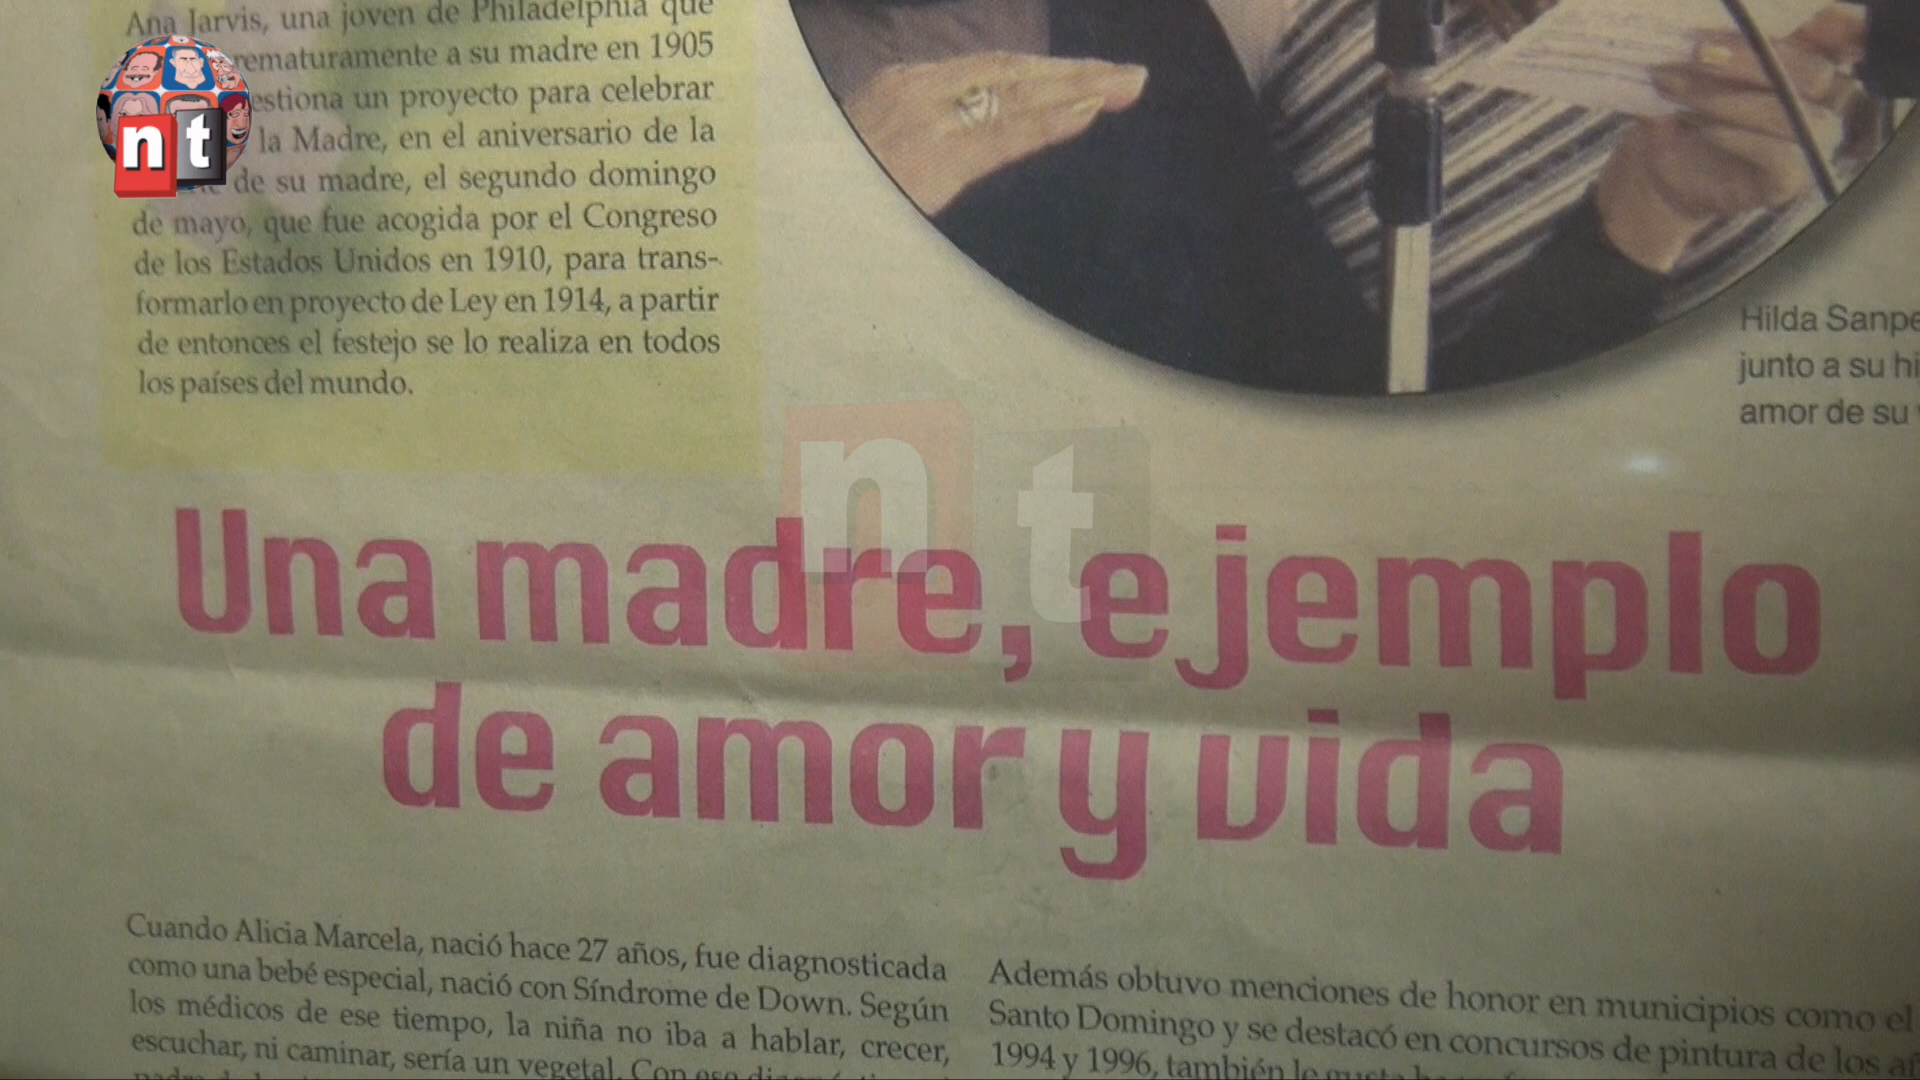 Ana Jarvis, una joven de Philadelphia que
rematuramente a su madre en 1905
estiona un proyecto para celebrar
la Madre, en el aniversario de la
de su madre, el segundo domingo
de mayo, que fue acogida por el Congreso
de los Estados Unidos en 1910, para trans-
formarlo en proyecto de Ley en 1914, a partir
de entonces el festejo se lo realiza en todos
los países del mundo.
nt
Hilda Sanpe
junto a su hi
amor de su
nt
Una madre, ejemplo
de amor y vida
Cuando Alicia Marcela, nació hace 27 años, fue diagnosticada
como una bebé especial, nació con Síndrome de Down. Según
los médicos de ese tiempo, la niña no iba a hablar, crecer,
escuchar, ni caminar, sería un vegetal. Con ese
Además obtuvo menciones de honor en municipios como el
Santo Domingo y se destacó en concursos de pintura de los añ
1994 y 1996, también le